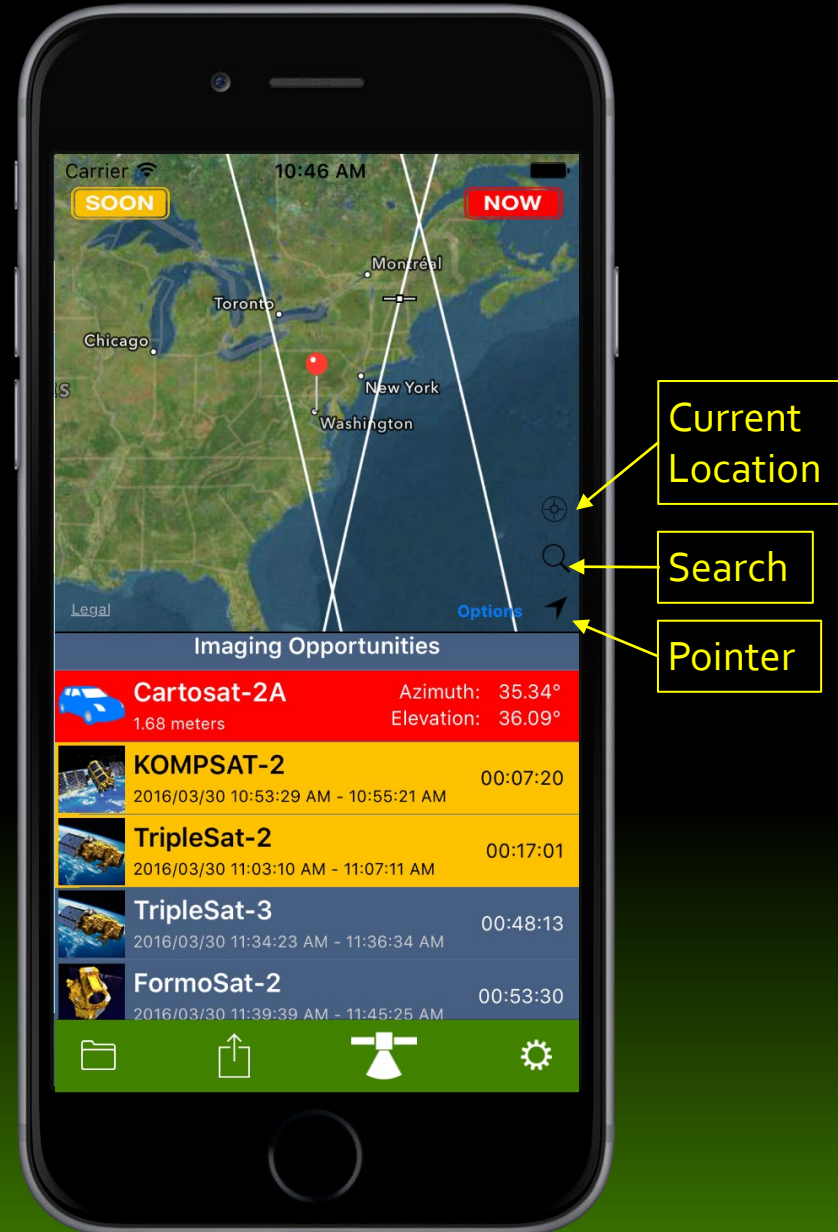 Carrier 10:46 AM
SOON NOW
Montréal
Toronto
Chicago
New York
Washington
Legal Options
Imaging Opportunities
Cartosat-2A Azimuth: 35.34°
1.68 meters Elevation: 36.09°
KOMPSAT-2 00:07:20
2016/03/30 10:53:29 AM - 10:55:21 AM
TripleSat-2 00:17:01
2016/03/30 11:03:10 AM - 11:07:11 AM
TripleSat-3 00:48:13
2016/03/30 11:34:23 AM - 11:36:34 AM
FormoSat-2 00:53:30
2016/03/30 11:39:39 AM - 11:45:25 AM
Current
Location
Search
Pointer